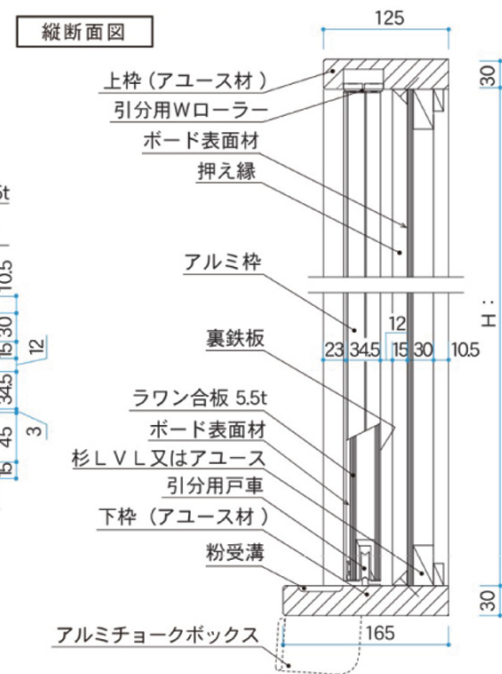 縦断面図
125
上枠（アユース材）
引分用Wローラー
ボード表面材
押え縁
アルミ枠
裏鉄板
ラワン合板 5.5t
ボード表面材
杉ＬＶＬ又はアユース
引分用戸車
下枠（アユース材）
粉受溝
アルミチョークボックス
30
H：
12
23 34.5 15 30 10.5
30
165
10.5
30
15
12
34.5
45
3
15